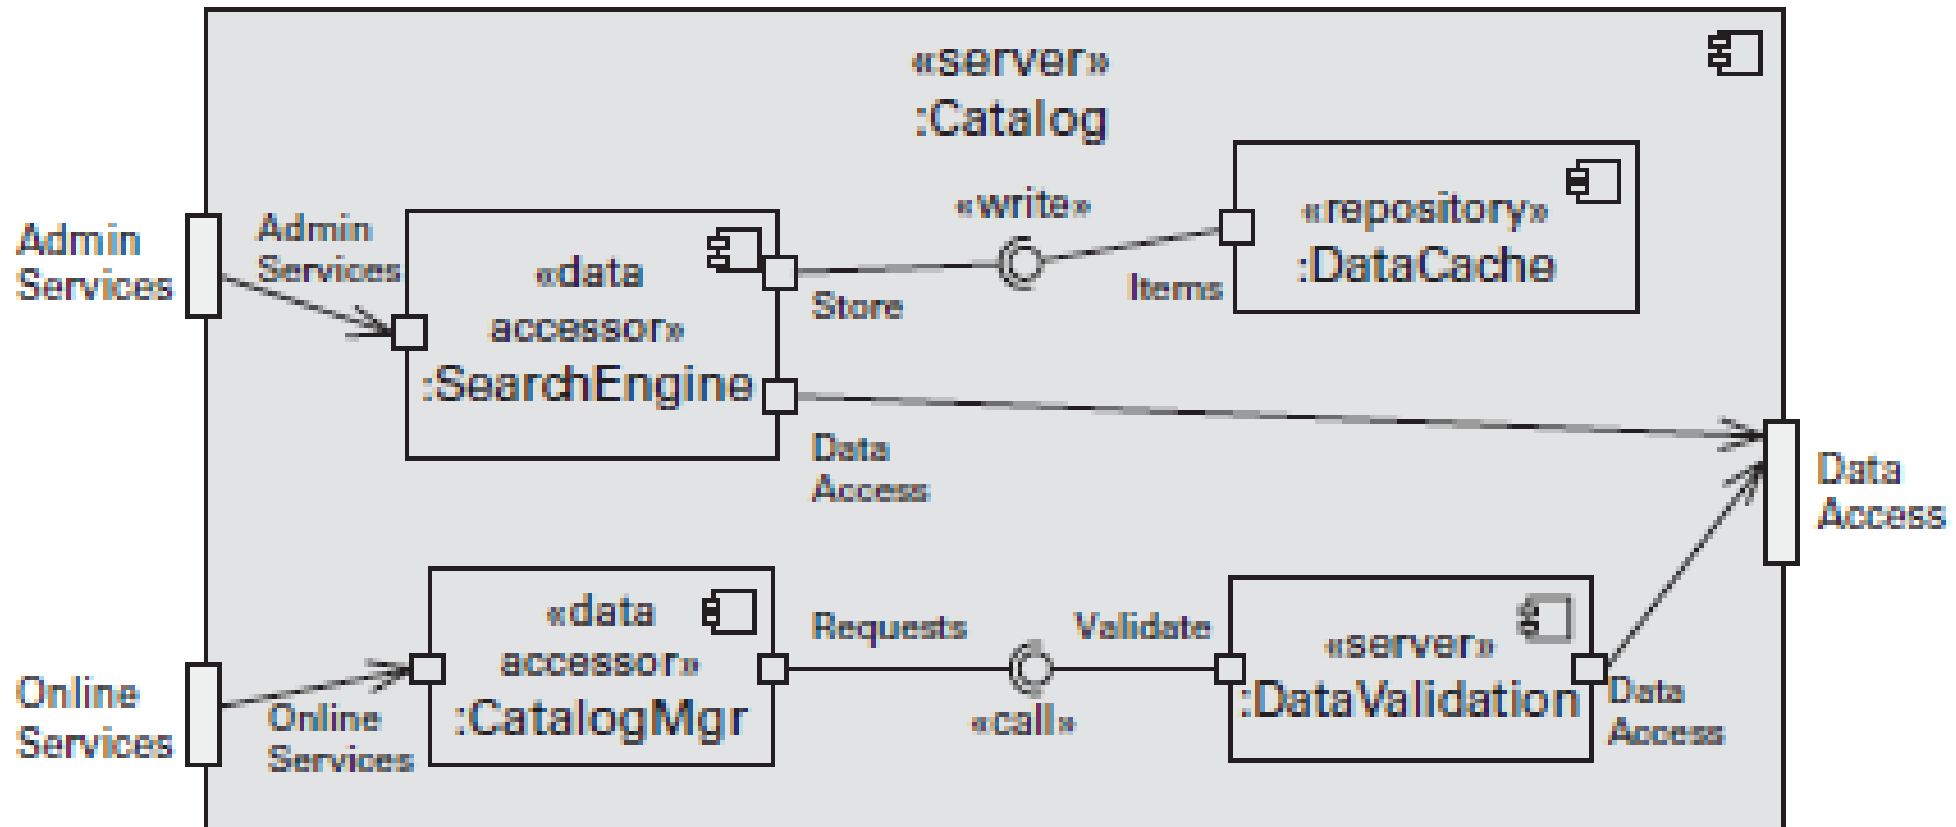 «server»
:Catalog
Admin
Services
Admin
Services
«data
accessor»
:SearchEngine
Store
«write»
Items
«repository»
:DataCache
Data
Access
Data
Access
Online
Services
Online
Services
«data
accessor»
:CatalogMgr
Requests
«call»
Validate
«server»
:DataValidation
Data
Access